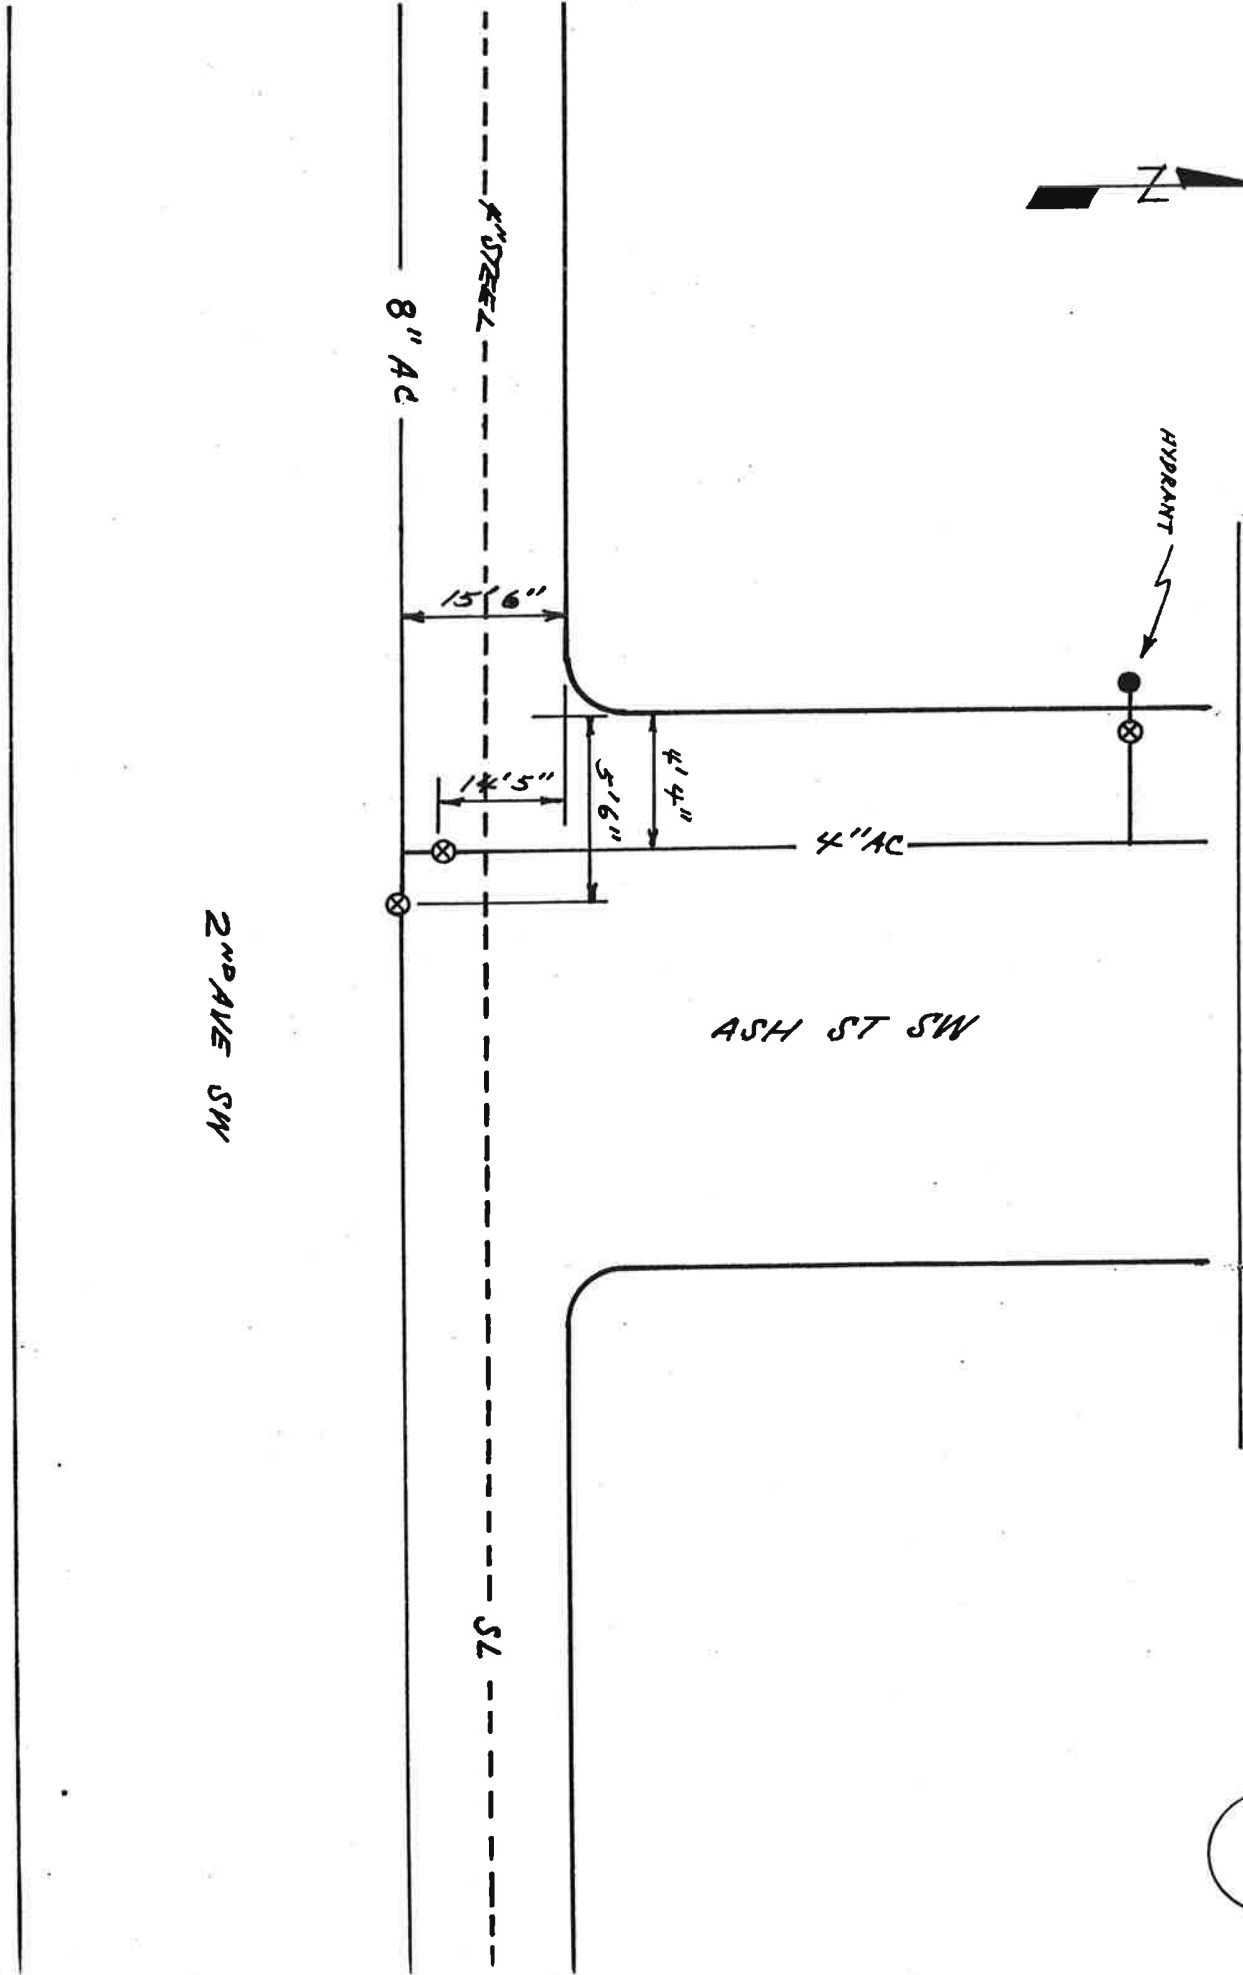 N
4" STEEL
8" AC
HYDRANT
15' 6"
14' 5"
5' 6"
4' 4"
4" AC
ASH ST SW
2ND AVE SW
SL